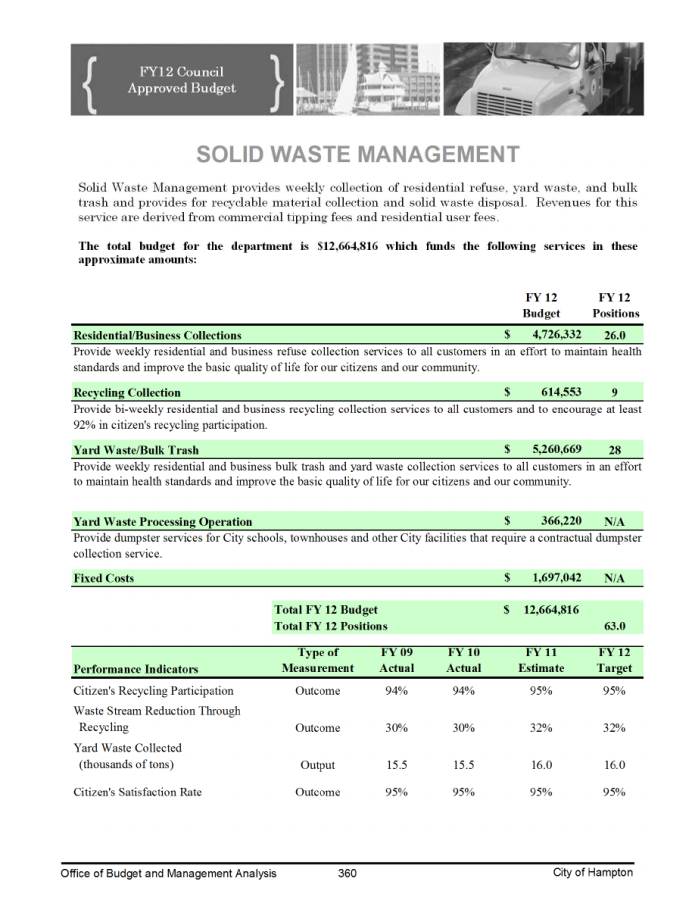 FY12 Council
Approved Budget
SOLID WASTE MANAGEMENT
Solid Waste Management provides weekly collection of residential refuse, yard waste, and bulk
trash and provides for recyclable material collection and solid waste disposal. Revenues for this
service are derived from commercial tipping fees and residential user fees.
The total budget for the department is $12,664,816 which funds the following services in these
approximate amounts:
FY 12 FY 12
Budget Positions
Residential/Business Collections $ 4,726,332 26.0
Provide weekly residential and business refuse collection services to all customers in an effort to maintain health
standards and improve the basic quality of life for our citizens and our community.
Recycling Collection $ 614,553 9
Provide bi-weekly residential and business recycling collection services to all customers and to encourage at least
92% in citizen's recycling participation.
Yard Waste/Bulk Trash $ 5,260,669 28
Provide weekly residential and business bulk trash and yard waste collection services to all customers in an effort
to maintain health standards and improve the basic quality of life for our citizens and our community.
Yard Waste Processing Operation $ 366,220 N/A
Provide dumpster services for City schools, townhouses and other City facilities that require a contractual dumpster
collection service.
Fixed Costs $ 1,697,042 N/A
Total FY 12 Budget $ 12,664,816
Total FY 12 Positions 63.0
Type of FY 09 FY 10 FY 11 FY 12
Performance Indicators Measurement Actual Actual Estimate Target
Citizen's Recycling Participation Outcome 94% 94% 95% 95%
Waste Stream Reduction Through
Recycling Outcome 30% 30% 32% 32%
Yard Waste Collected
(thousands of tons) Output 15.5 15.5 16.0 16.0
Citizen's Satisfaction Rate Outcome 95% 95% 95% 95%
Office of Budget and Management Analysis 360 City of Hampton